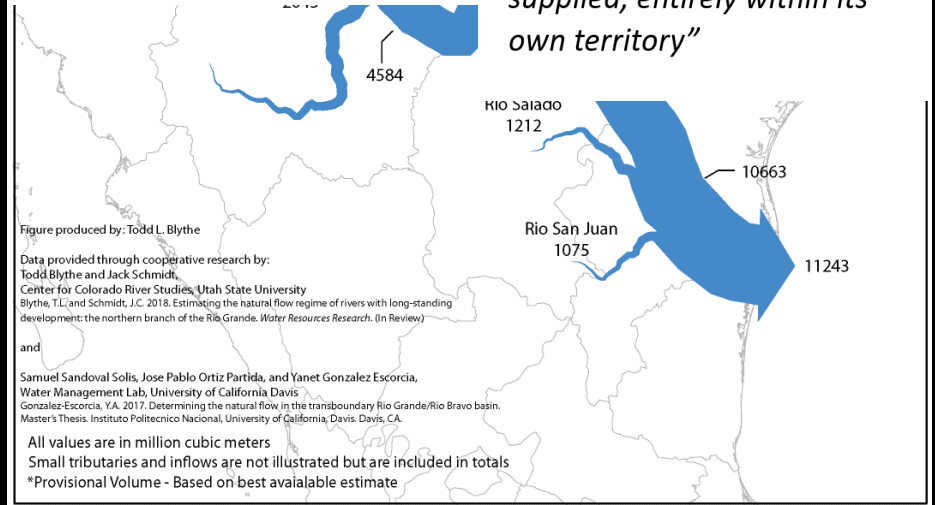 2043
supplied, entirely within its
own territory”
4584
Rio Salado
1212
10663
Rio San Juan
1075
11243
Figure produced by: Todd L. Blythe
Data provided through cooperative research by:
Todd Blythe and Jack Schmidt,
Center for Colorado River Studies, Utah State University
Blythe, T.L. and Schmidt, J.C. 2018. Estimating the natural flow regime of rivers with long-standing
development: the northern branch of the Rio Grande. Water Resources Research. (In Review)
and
Samuel Sandoval Solis, Jose Pablo Ortiz Partida, and Yanet Gonzalez Escorcia,
Water Management Lab, University of California Davis
Gonzalez-Escorcia, Y.A. 2017. Determining the natural flow in the transboundary Rio Grande/Rio Bravo basin.
Master's Thesis. Instituto Politecnico Nacional, University of California, Davis. Davis, CA.
All values are in million cubic meters
Small tributaries and inflows are not illustrated but are included in totals
*Provisional Volume - Based on best avaialable estimate